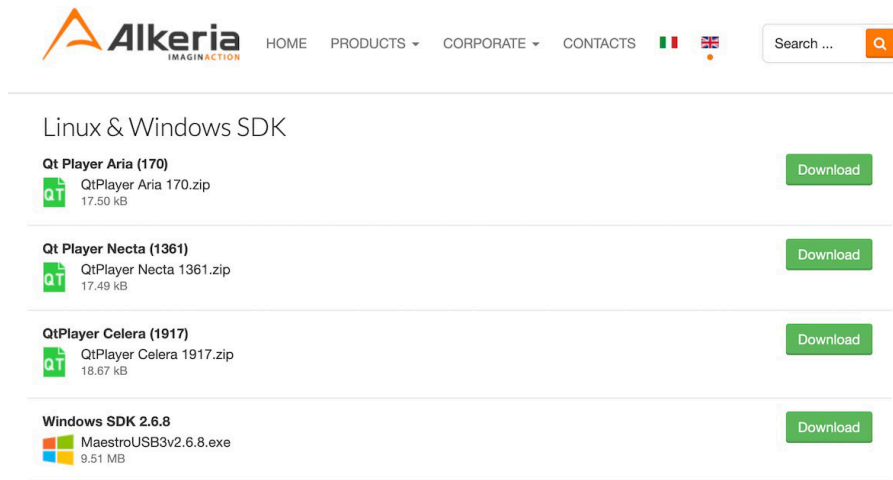 Alkeria
IMAGINACTION
HOME PRODUCTS CORPORATE CONTACTS
Search ...
Linux & Windows SDK
Qt Player Aria (170)
Download
QT
QtPlayer Aria 170.zip
17.50 kB
Qt Player Necta (1361)
Download
QT
QtPlayer Necta 1361.zip
17.49 kB
QtPlayer Celera (1917)
Download
QT
QtPlayer Celera 1917.zip
18.67 kB
Windows SDK 2.6.8
Download
MaestroUSB3v2.6.8.exe
9.51 MB